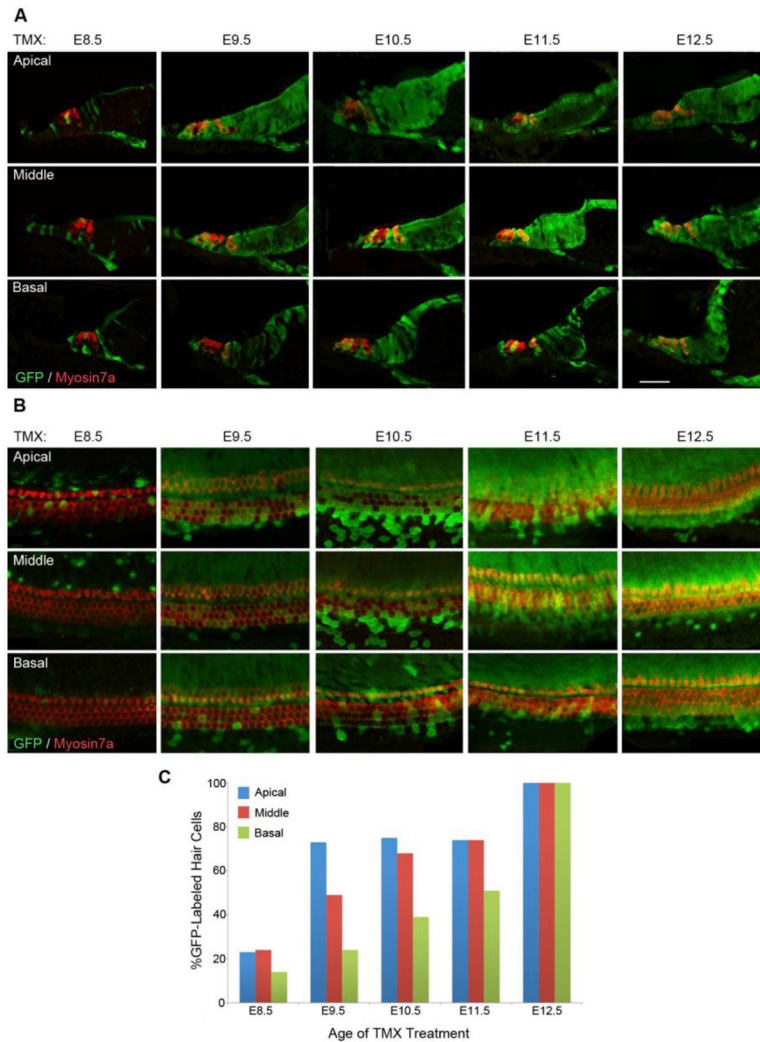 A
TMX: E8.5 E9.5 E10.5 E11.5 E12.5
Apical
Middle
Basal
GFP / Myosin7a
B
TMX: E8.5 E9.5 E10.5 E11.5 E12.5
Apical
Middle
Basal
GFP / Myosin7a
C
%GFP-Labeled Hair Cells
100
80
60
40
20
0
Apical
Middle
Basal
E8.5 E9.5 E10.5 E11.5 E12.5
Age of TMX Treatment